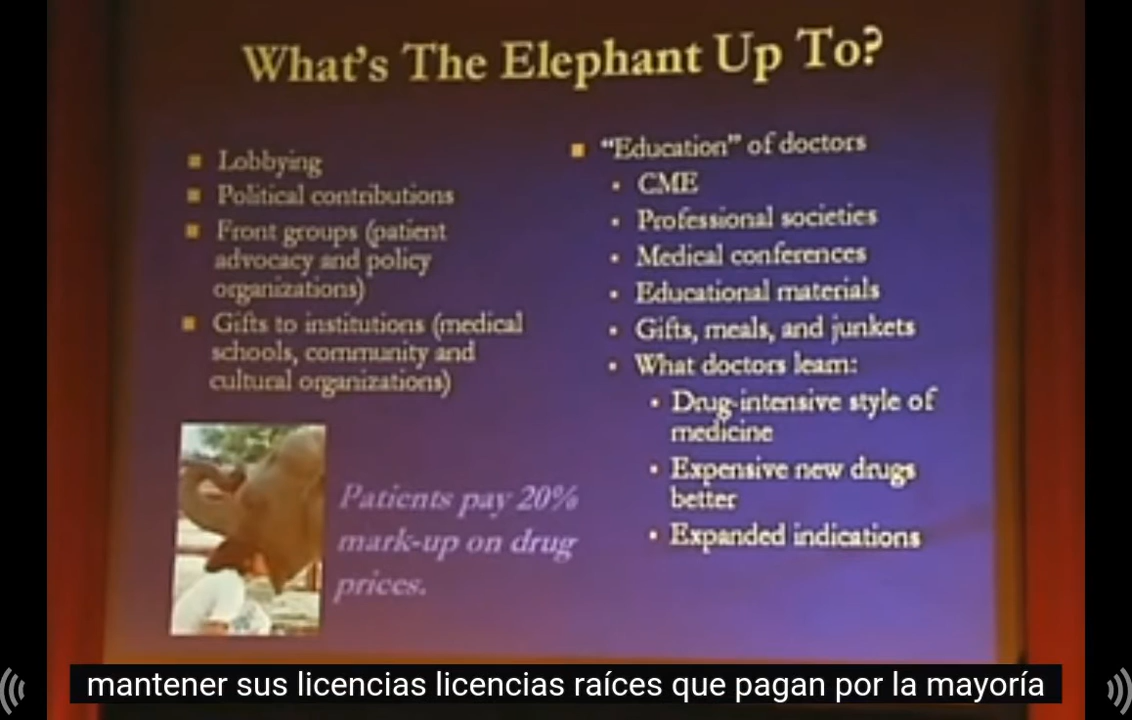 What's The Elephant Up To?
Lobbying
Political contributions
Front groups (patient
advocacy and policy
organizations)
Gifts to institutions (medical
schools, community and
cultural organizations)
Patients pay 20%
mark-up on drug
prices.
"Education" of doctors
CME
Professional societies
Medical conferences
Educational materials
Gifts, meals, and junkets
What doctors learn:
Drug-intensive style of
medicine
Expensive new drugs
better
Expanded indications
mantener sus licencias licencias raíces que pagan por la mayoría